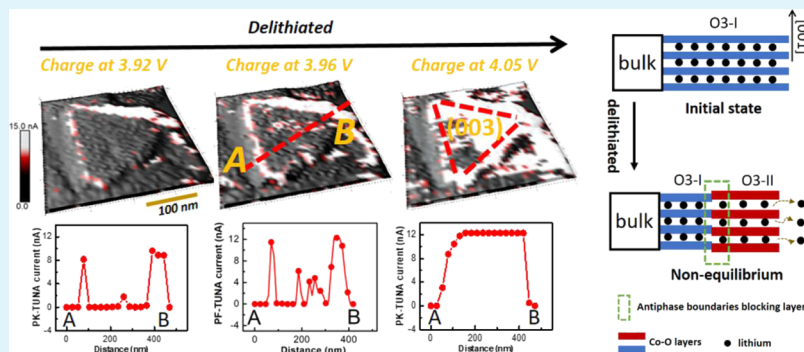 Delithiated
Charge at 3.92 V
Charge at 3.96 V
Charge at 4.05 V
15.0 nA
0.0
100 nm
A
B
(003)
PK-TUNA current (nA)
12
8
4
0
-4
A
B
0
200
400
Distance (nm)
PF-TUNA current (nA)
12
8
4
0
-4
A
B
0
200
400
Distance (nm)
PK-TUNA current (nA)
12
8
4
0
-4
A
B
0
200
400
Distance (nm)
O3-I
[001]
bulk
Initial state
delithiated
O3-I
O3-II
bulk
Non-equilibrium
Antiphase boundaries blocking layer
Co-O layers
lithium